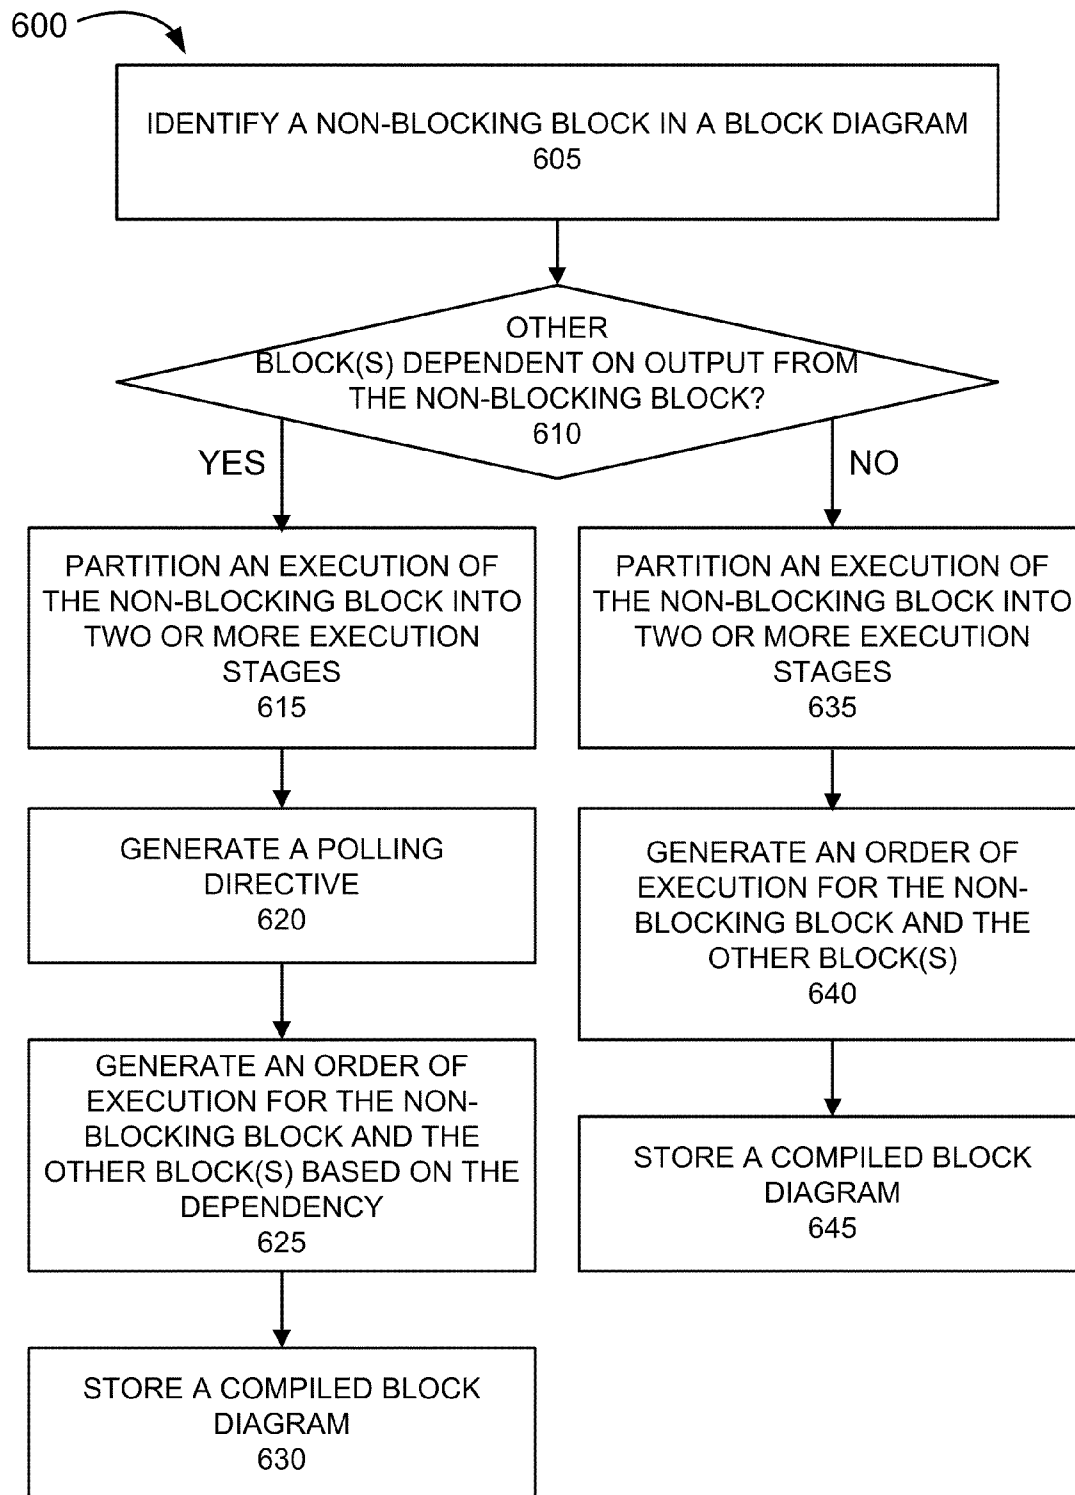 600
IDENTIFY A NON-BLOCKING BLOCK IN A BLOCK DIAGRAM
605
OTHER
BLOCK(S) DEPENDENT ON OUTPUT FROM
THE NON-BLOCKING BLOCK?
610
YES
NO
PARTITION AN EXECUTION OF
THE NON-BLOCKING BLOCK INTO
TWO OR MORE EXECUTION
STAGES
615
GENERATE A POLLING
DIRECTIVE
620
GENERATE AN ORDER OF
EXECUTION FOR THE NON-
BLOCKING BLOCK AND THE
OTHER BLOCK(S) BASED ON THE
DEPENDENCY
625
STORE A COMPILED BLOCK
DIAGRAM
630
PARTITION AN EXECUTION OF
THE NON-BLOCKING BLOCK INTO
TWO OR MORE EXECUTION
STAGES
635
GENERATE AN ORDER OF
EXECUTION FOR THE NON-
BLOCKING BLOCK AND THE
OTHER BLOCK(S)
640
STORE A COMPILED BLOCK
DIAGRAM
645